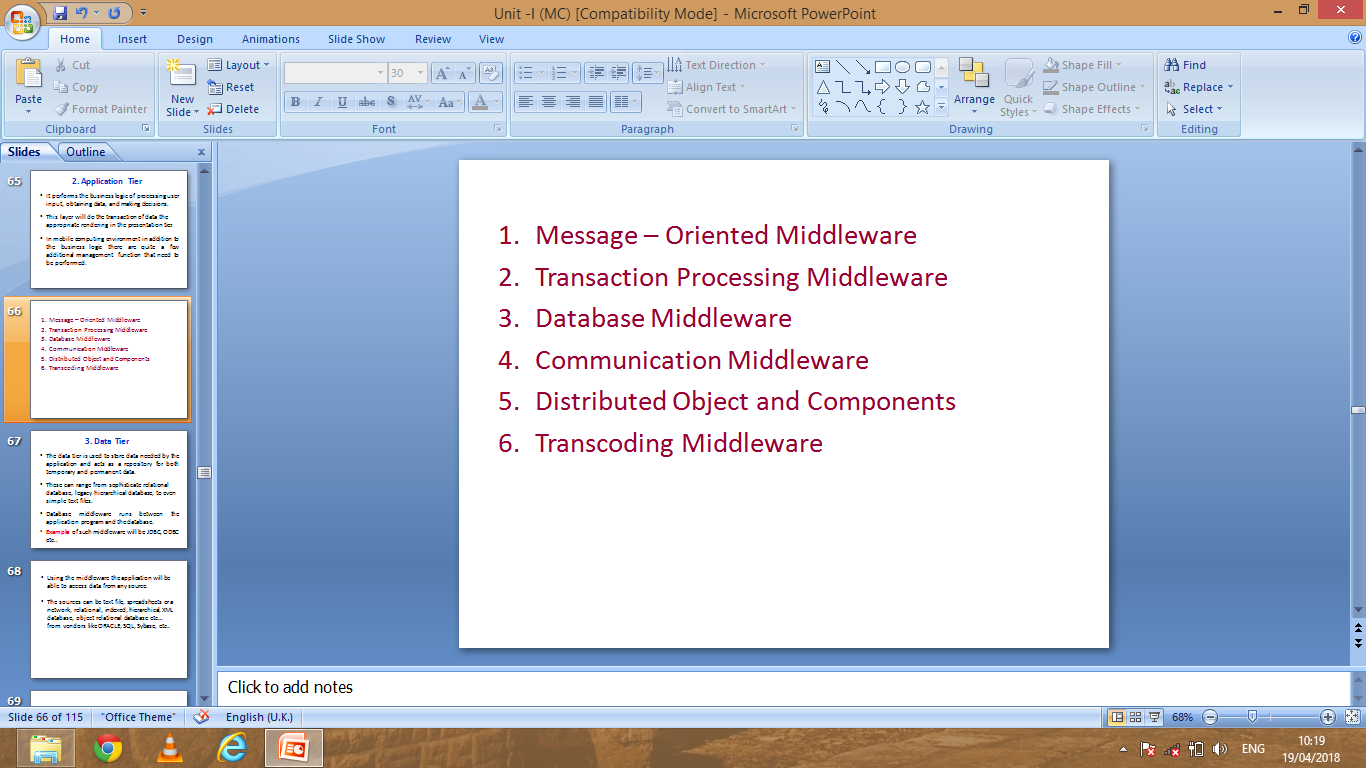 Unit -I (MC) [Compatibility Mode] - Microsoft PowerPoint
Home Insert Design Animations Slide Show Review View
Paste
Cut
Copy
Format Painter
Clipboard
New Slide
Layout
Reset
Delete
Slides
30
B I U abc S AV Aa A
Font
Text Direction
Align Text
Convert to SmartArt
Paragraph
Arrange
Quick Styles
Shape Fill
Shape Outline
Shape Effects
Drawing
Find
Replace
Select
Editing
Slides Outline x
65
2. Application Tier
• It performs the business logic of processing user
input, obtaining data, and making decisions.
• This layer will do the transaction of data the
appropriate rendering in the presentation tier.
• In mobile computing environment in addition to
the business logic there are quite a few
additional management function that need to
be performed.
66
1. Message – Oriented Middleware
2. Transaction Processing Middleware
3. Database Middleware
4. Communication Middleware
5. Distributed Object and Components
6. Transcoding Middleware
67
3. Data Tier
• The data tier is used to store data needed by the
application and acts as a repository for both
temporary and permanent data.
• These can range from sophisticate relational
database, legacy hierarchical database, to even
simple text files.
• Database middleware runs between the
application program and the database.
• Example of such middleware will be JDBC, ODBC
etc..
68
• Using the middleware the application will be
able to access data from any source.
• The sources can be text file, spreadsheets or a
network, relational, indexed, hierarchical, XML
database, object relational database etc...
from vendors like ORACLE, SQL, Sybase, etc..
69
1. Message – Oriented Middleware
2. Transaction Processing Middleware
3. Database Middleware
4. Communication Middleware
5. Distributed Object and Components
6. Transcoding Middleware
Click to add notes
Slide 66 of 115 "Office Theme" English (U.K.) 68%
ENG
10:19
19/04/2018